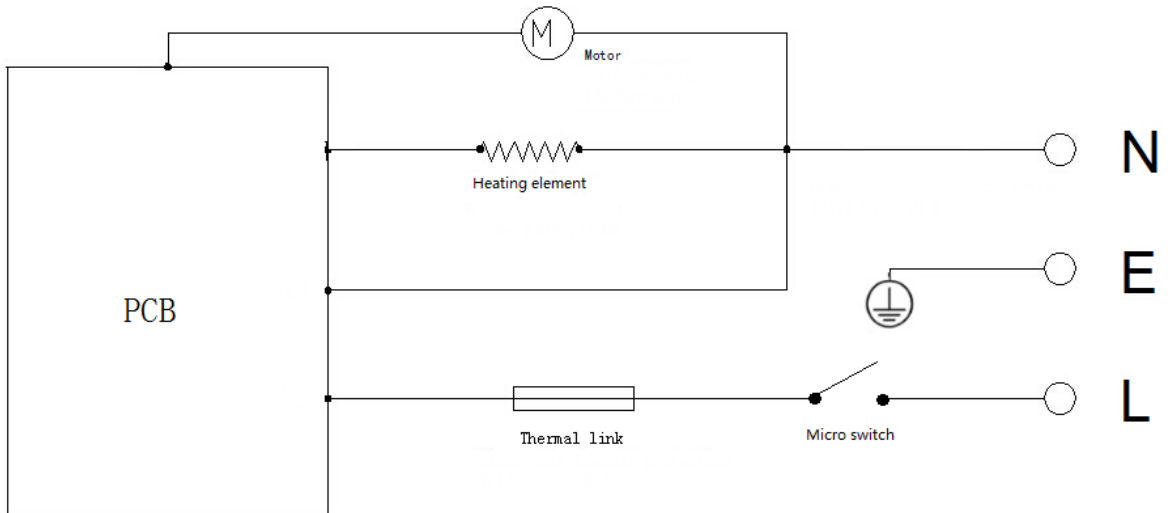 M
Motor
N
Heating element
E
PCB
L
Thermal link
Micro switch